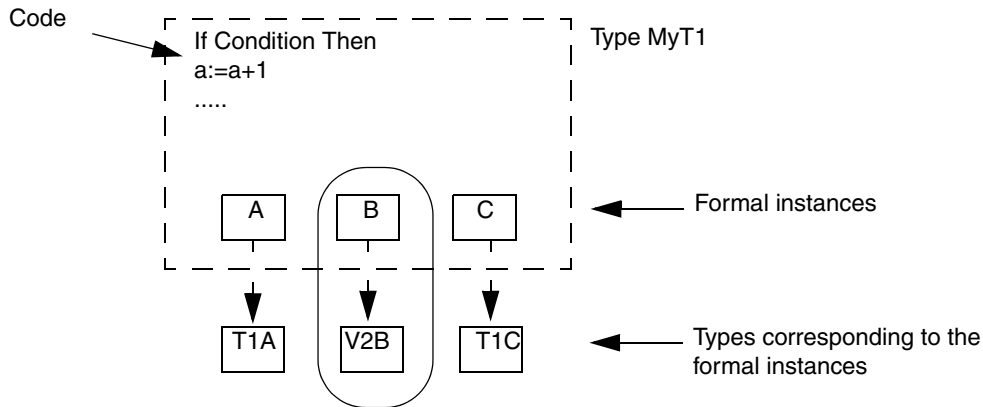 Code
If Condition Then
a:=a+1
.....
Type MyT1
A
B
C
Formal instances
T1A
V2B
T1C
Types corresponding to the
formal instances